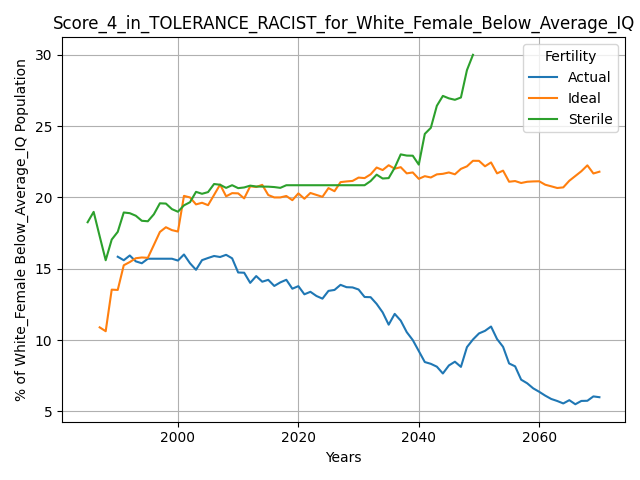 Score_4_in_TOLERANCE_RACIST_for_White_Female_Below_Average_IQ
% of White_Female Below_Average_IQ Population
30
25
20
15
10
5
Fertility
Actual
Ideal
Sterile
2000
2020
2040
2060
Years